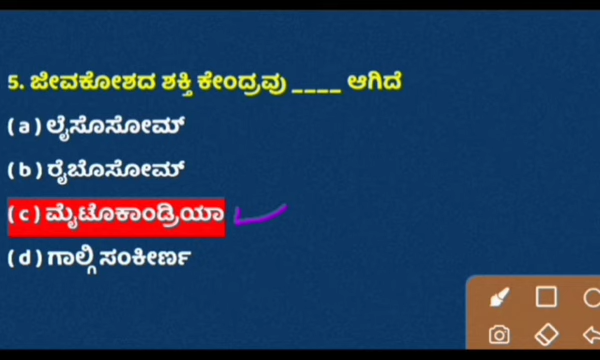 5. ಜೀವಕೋಶದ ಶಕ್ತಿ ಕೇಂದ್ರವು ____ ಆಗಿದೆ
( a ) ಲೈಸೊಸೋಮ್
( b ) ರೈಬೊಸೋಮ್
( c ) ಮೈಟೊಕಾಂಡ್ರಿಯಾ
( d ) ಗಾಲ್ಗಿ ಸಂಕೀರ್ಣ